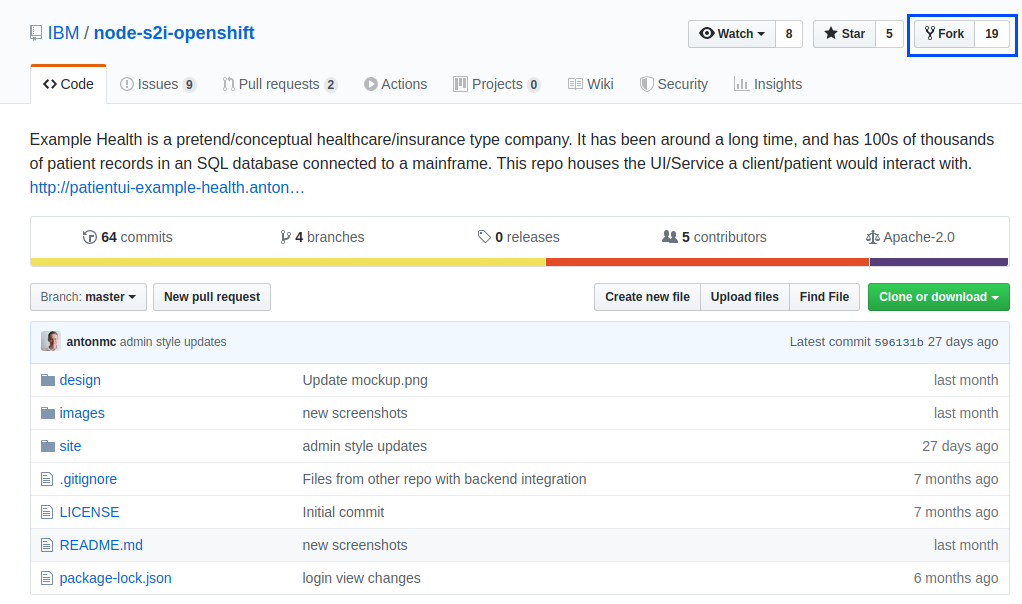 IBM / node-s2i-openshift
Watch 8 Star 5 Fork 19
Code Issues 9 Pull requests 2 Actions Projects 0 Wiki Security Insights
Example Health is a pretend/conceptual healthcare/insurance type company. It has been around a long time, and has 100s of thousands
of patient records in an SQL database connected to a mainframe. This repo houses the UI/Service a client/patient would interact with.
http://patientui-example-health.anton…
64 commits 4 branches 0 releases 5 contributors Apache-2.0
Branch: master New pull request Create new file Upload files Find File Clone or download
antonmc admin style updates Latest commit 596131b 27 days ago
design Update mockup.png last month
images new screenshots last month
site admin style updates 27 days ago
.gitignore Files from other repo with backend integration 7 months ago
LICENSE Initial commit 7 months ago
README.md new screenshots last month
package-lock.json login view changes 6 months ago